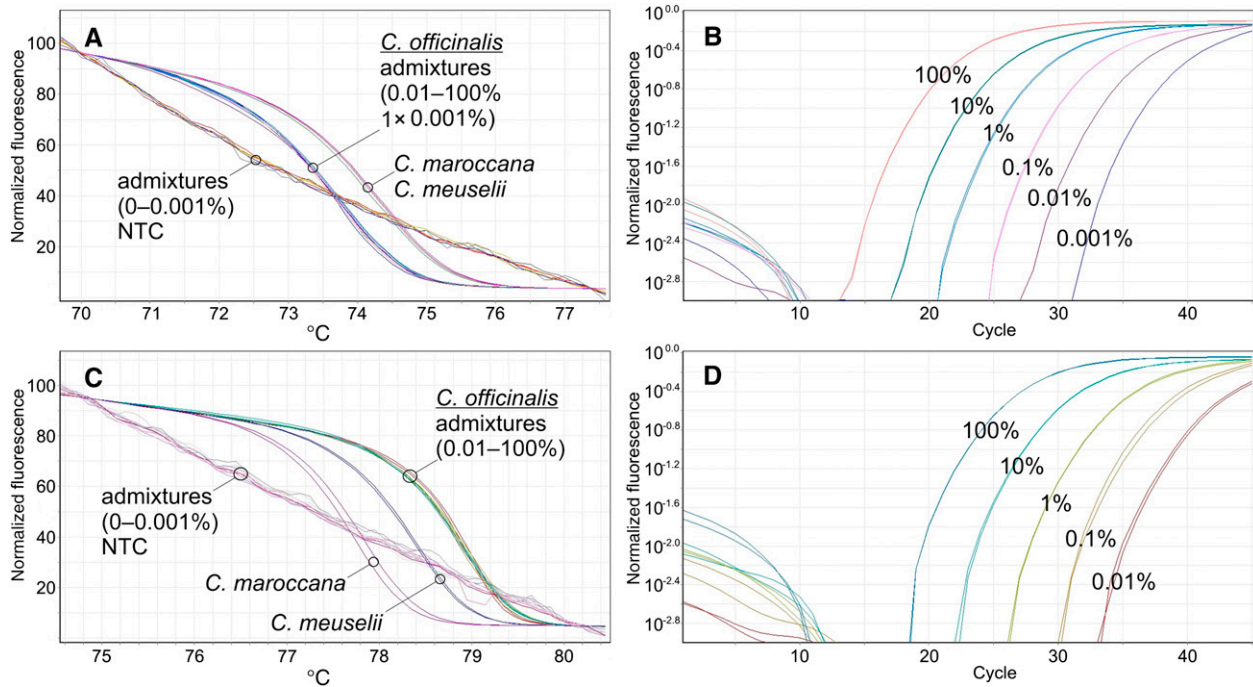 A
Normalized fluorescence
100
80
60
40
20
C. officinalis
admixtures
(0.01–100%
1× 0.001%)
C. maroccana
C. meuselii
admixtures
(0–0.001%)
NTC
70 71 72 73 74 75 76 77
°C
B
Normalized fluorescence
10^0.0
10^-0.4
10^-0.8
10^-1.2
10^-1.6
10^-2.0
10^-2.4
10^-2.8
100%
10%
1%
0.1%
0.01%
0.001%
10 20 30 40
Cycle
C
Normalized fluorescence
100
80
60
40
20
C. officinalis
admixtures
(0.01–100%)
admixtures
(0–0.001%)
NTC
C. maroccana
C. meuselii
75 76 77 78 79 80
°C
D
Normalized fluorescence
10^0.0
10^-0.4
10^-0.8
10^-1.2
10^-1.6
10^-2.0
10^-2.4
10^-2.8
100%
10%
1%
0.1%
0.01%
10 20 30 40
Cycle